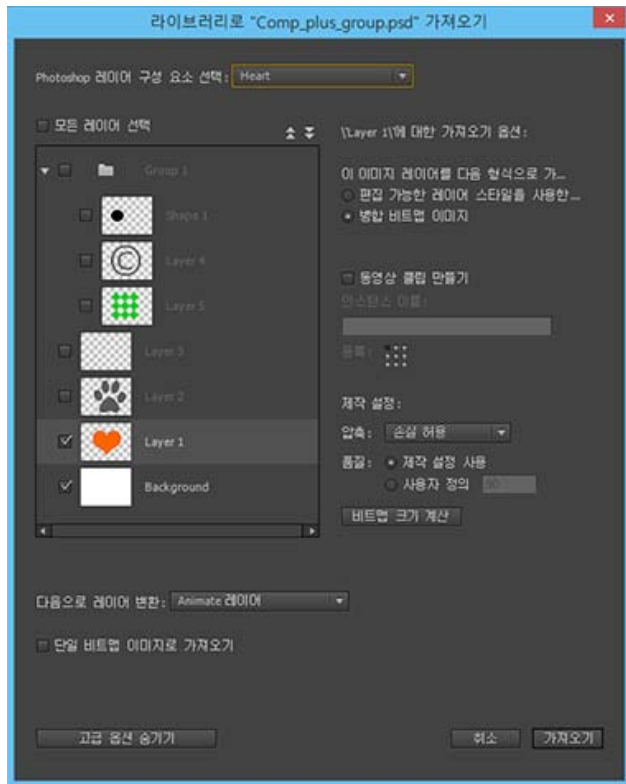 라이브러리로 "Comp_plus_group.psd" 가져오기
Photoshop 레이어 구성 요소 선택: Heart
모든 레이어 선택
Group 1
Shape 1
Layer 4
Layer 5
Layer 3
Layer 2
Layer 1
Background
\Layer 1\에 대한 가져오기 옵션:
이 이미지 레이어를 다음 형식으로 가...
편집 가능한 레이어 스타일을 사용한...
병합 비트맵 이미지
동영상 클립 만들기
인스턴스 이름:
등록:
제작 설정:
압축: 손실 허용
품질: 제작 설정 사용
사용자 정의 90
비트맵 크기 계산
다음으로 레이어 변환: Animate 레이어
단일 비트맵 이미지로 가져오기
고급 옵션 숨기기
취소
가져오기